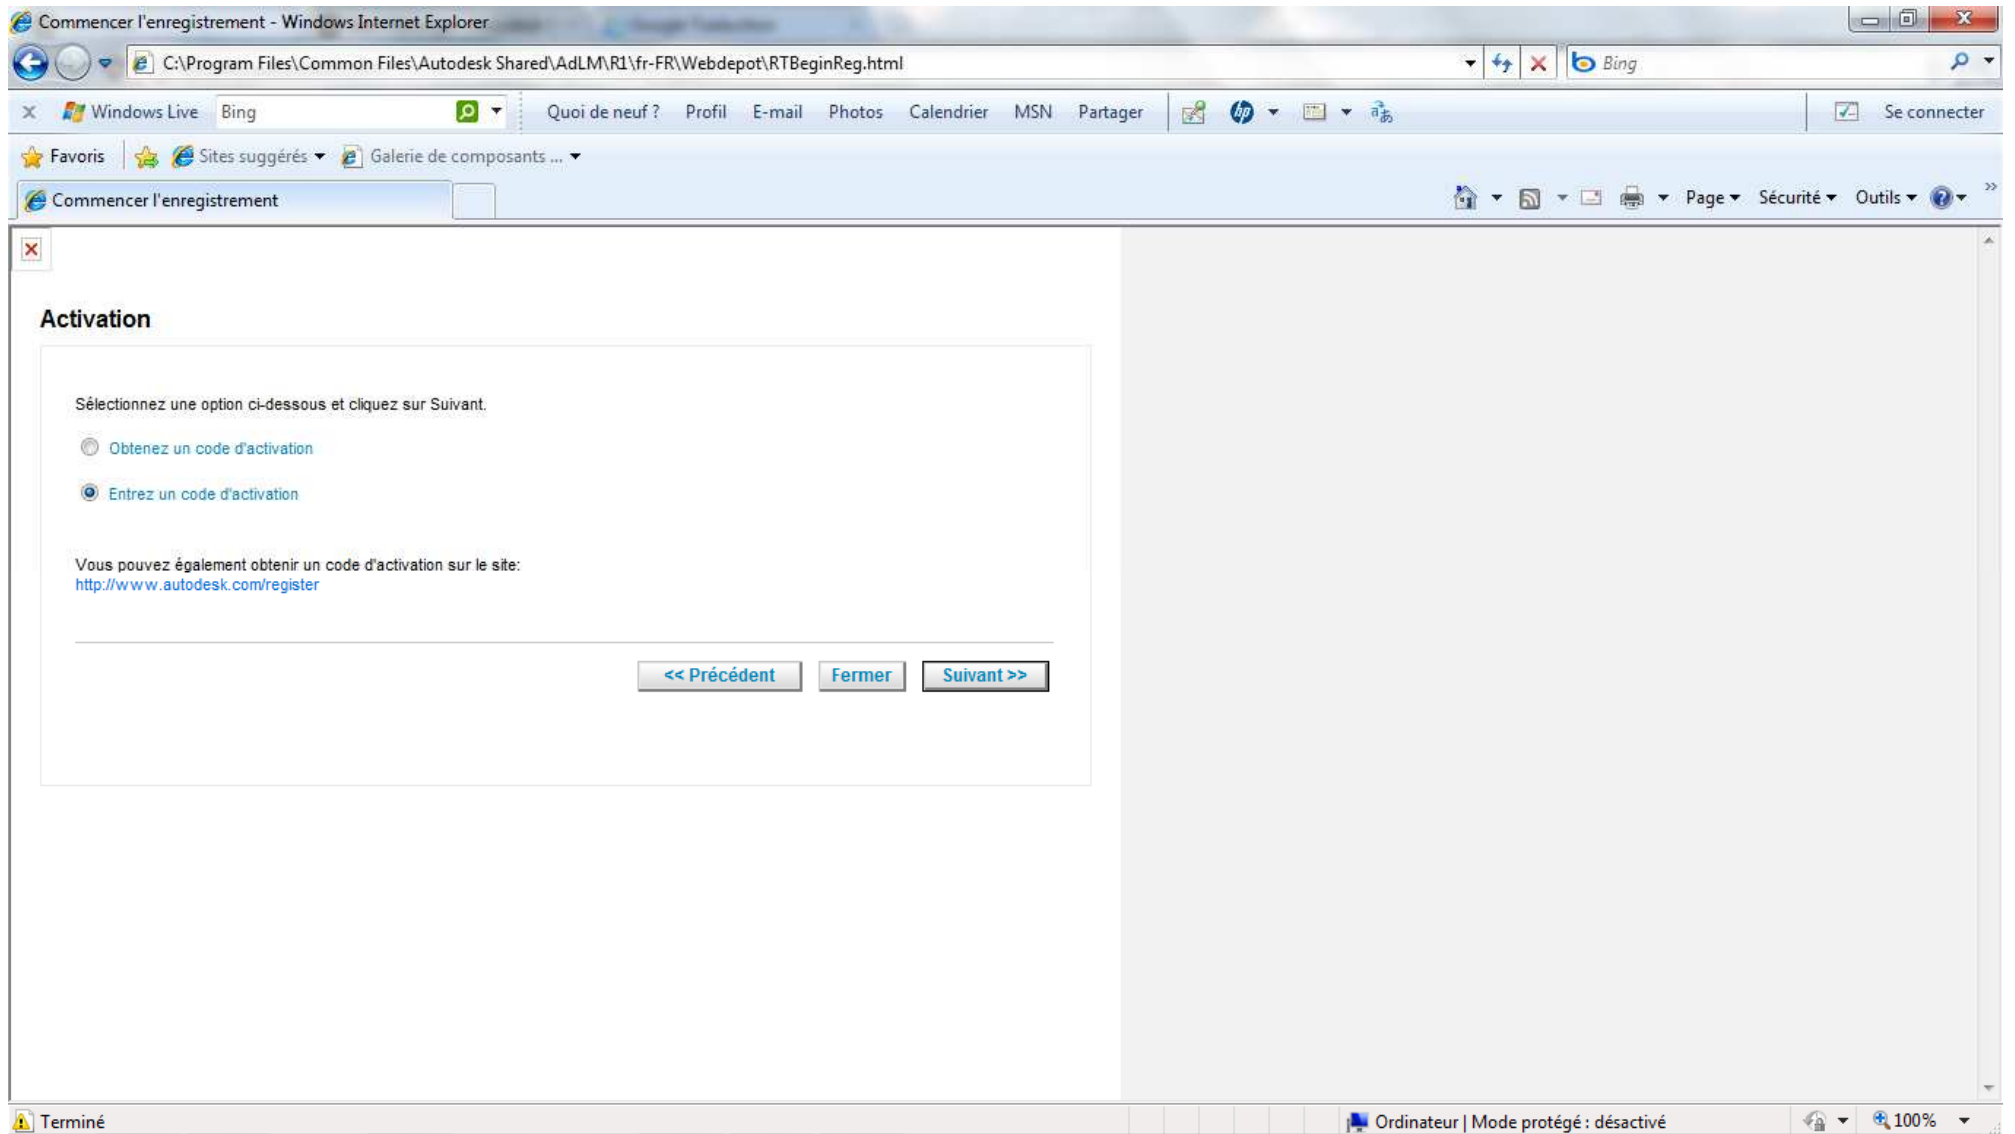 Commencer l'enregistrement - Windows Internet Explorer
C:\Program Files\Common Files\Autodesk Shared\AdLM\R1\fr-FR\Webdepot\RTBeginReg.html
Bing
Windows Live Bing Quoi de neuf ? Profil E-mail Photos Calendrier MSN Partager Se connecter
Favoris Sites suggérés Galerie de composants ...
Commencer l'enregistrement Page Sécurité Outils
Activation
Sélectionnez une option ci-dessous et cliquez sur Suivant.
Obtenez un code d'activation
Entrez un code d'activation
Vous pouvez également obtenir un code d'activation sur le site:
http://www.autodesk.com/register
<< Précédent Fermer Suivant >>
Terminé Ordinateur | Mode protégé : désactivé 100%